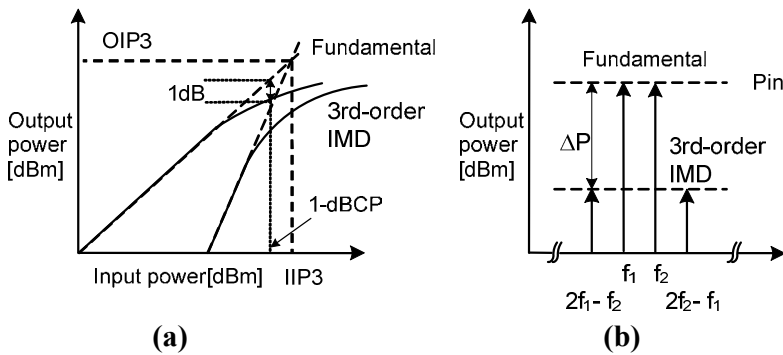 OIP3
Fundamental
1dB
3rd-order
IMD
Output
power
[dBm]
1-dBCP
Input power[dBm]
IIP3
(a)
Fundamental
Pin
Output
power
[dBm]
ΔP
3rd-order
IMD
f1 f2
2f1- f2 2f2- f1
(b)